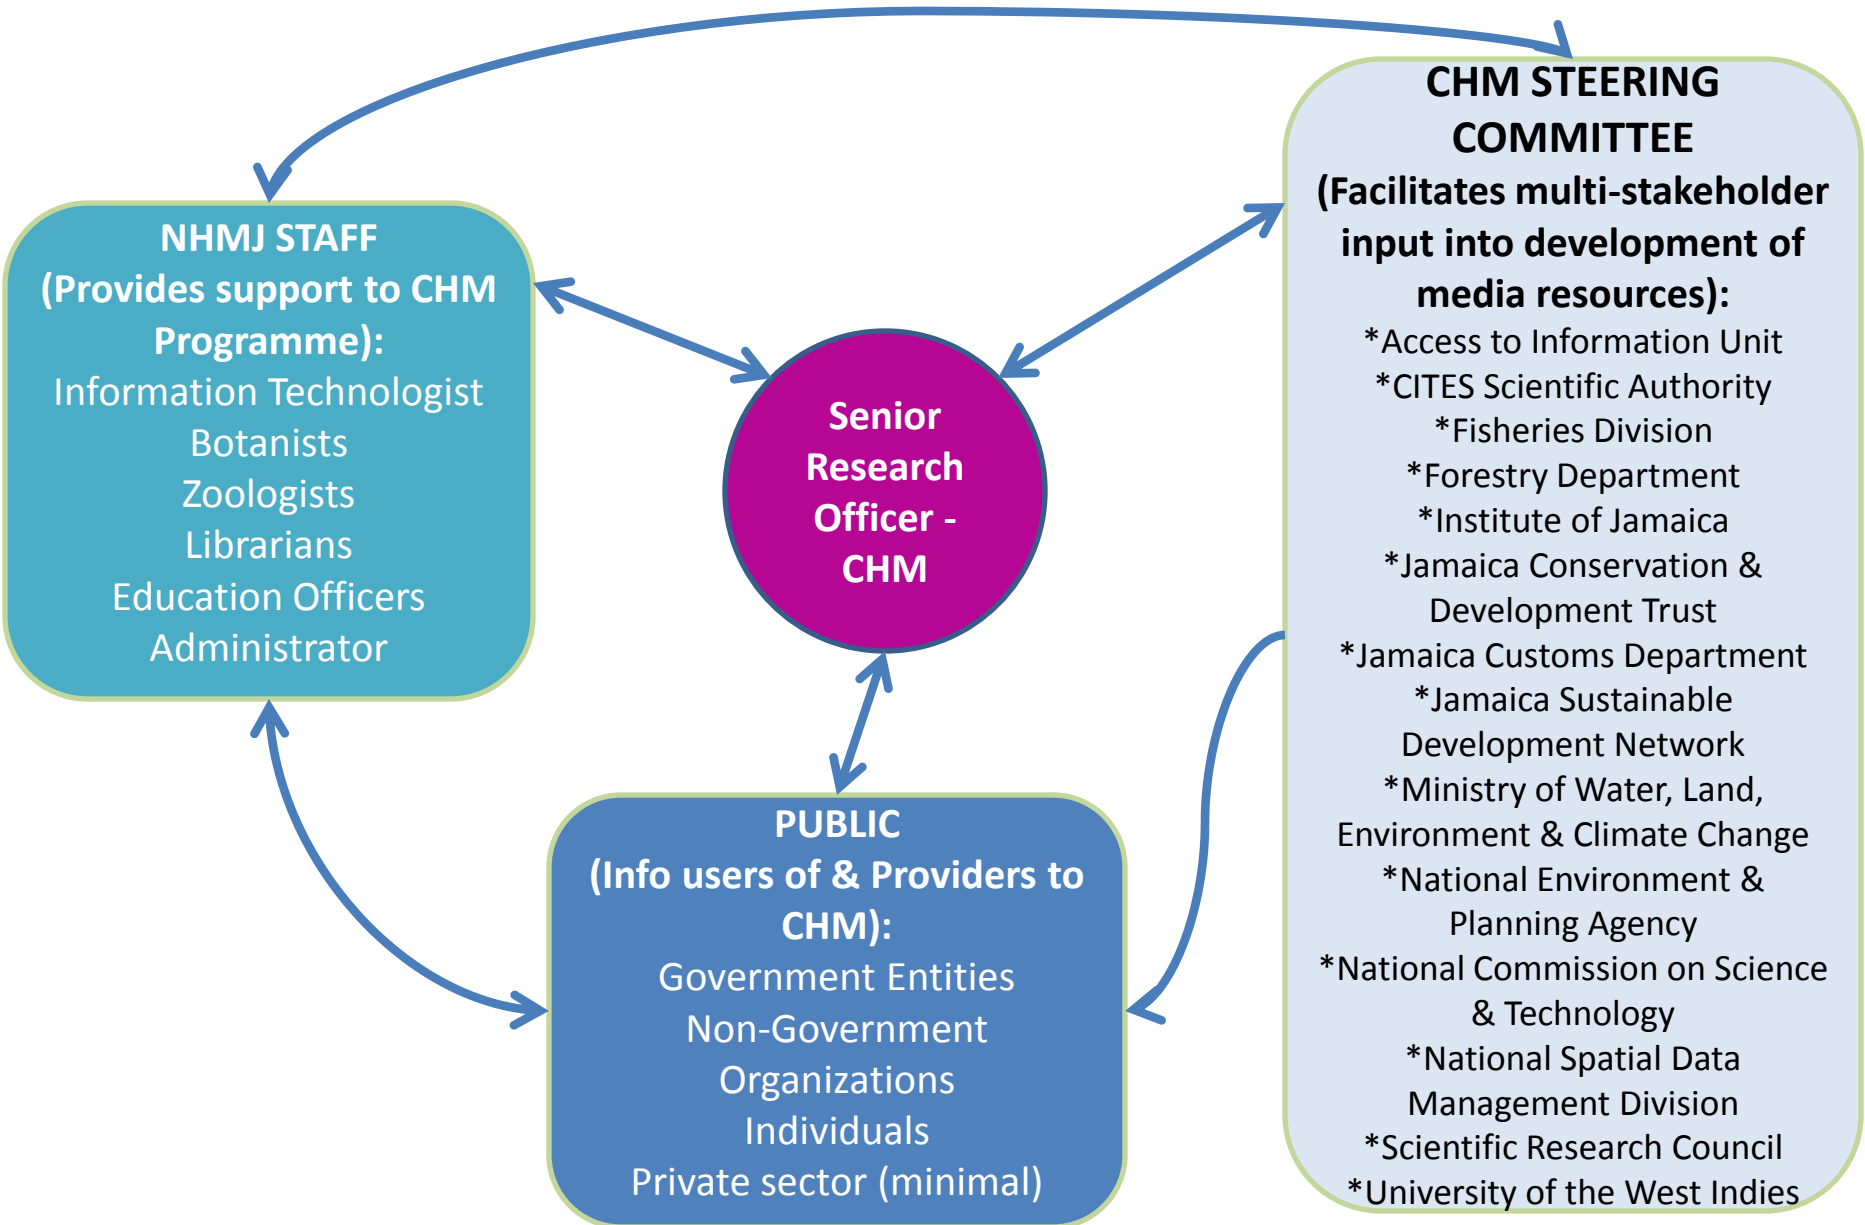 NHMJ STAFF
(Provides support to CHM
Programme):
Information Technologist
Botanists
Zoologists
Librarians
Education Officers
Administrator
Senior
Research
Officer -
CHM
PUBLIC
(Info users of & Providers to
CHM):
Government Entities
Non-Government
Organizations
Individuals
Private sector (minimal)
CHM STEERING
COMMITTEE
(Facilitates multi-stakeholder
input into development of
media resources):
*Access to Information Unit
*CITES Scientific Authority
*Fisheries Division
*Forestry Department
*Institute of Jamaica
*Jamaica Conservation &
Development Trust
*Jamaica Customs Department
*Jamaica Sustainable
Development Network
*Ministry of Water, Land,
Environment & Climate Change
*National Environment &
Planning Agency
*National Commission on Science
& Technology
*National Spatial Data
Management Division
*Scientific Research Council
*University of the West Indies